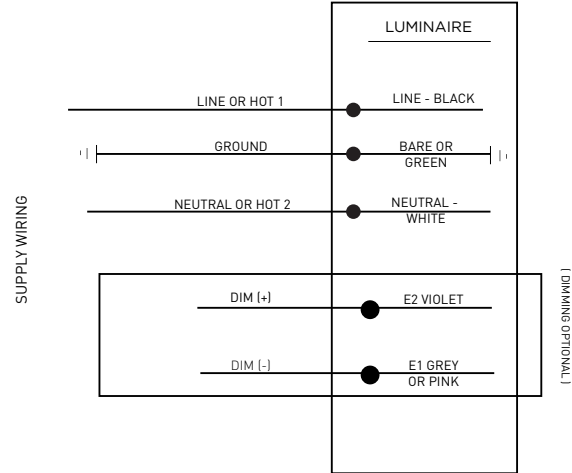 LUMINAIRE
LINE OR HOT 1
LINE - BLACK
GROUND
BARE OR
GREEN
NEUTRAL OR HOT 2
NEUTRAL -
WHITE
SUPPLY WIRING
DIM (+)
E2 VIOLET
DIM (-)
E1 GREY
OR PINK
( DIMMING OPTIONAL )